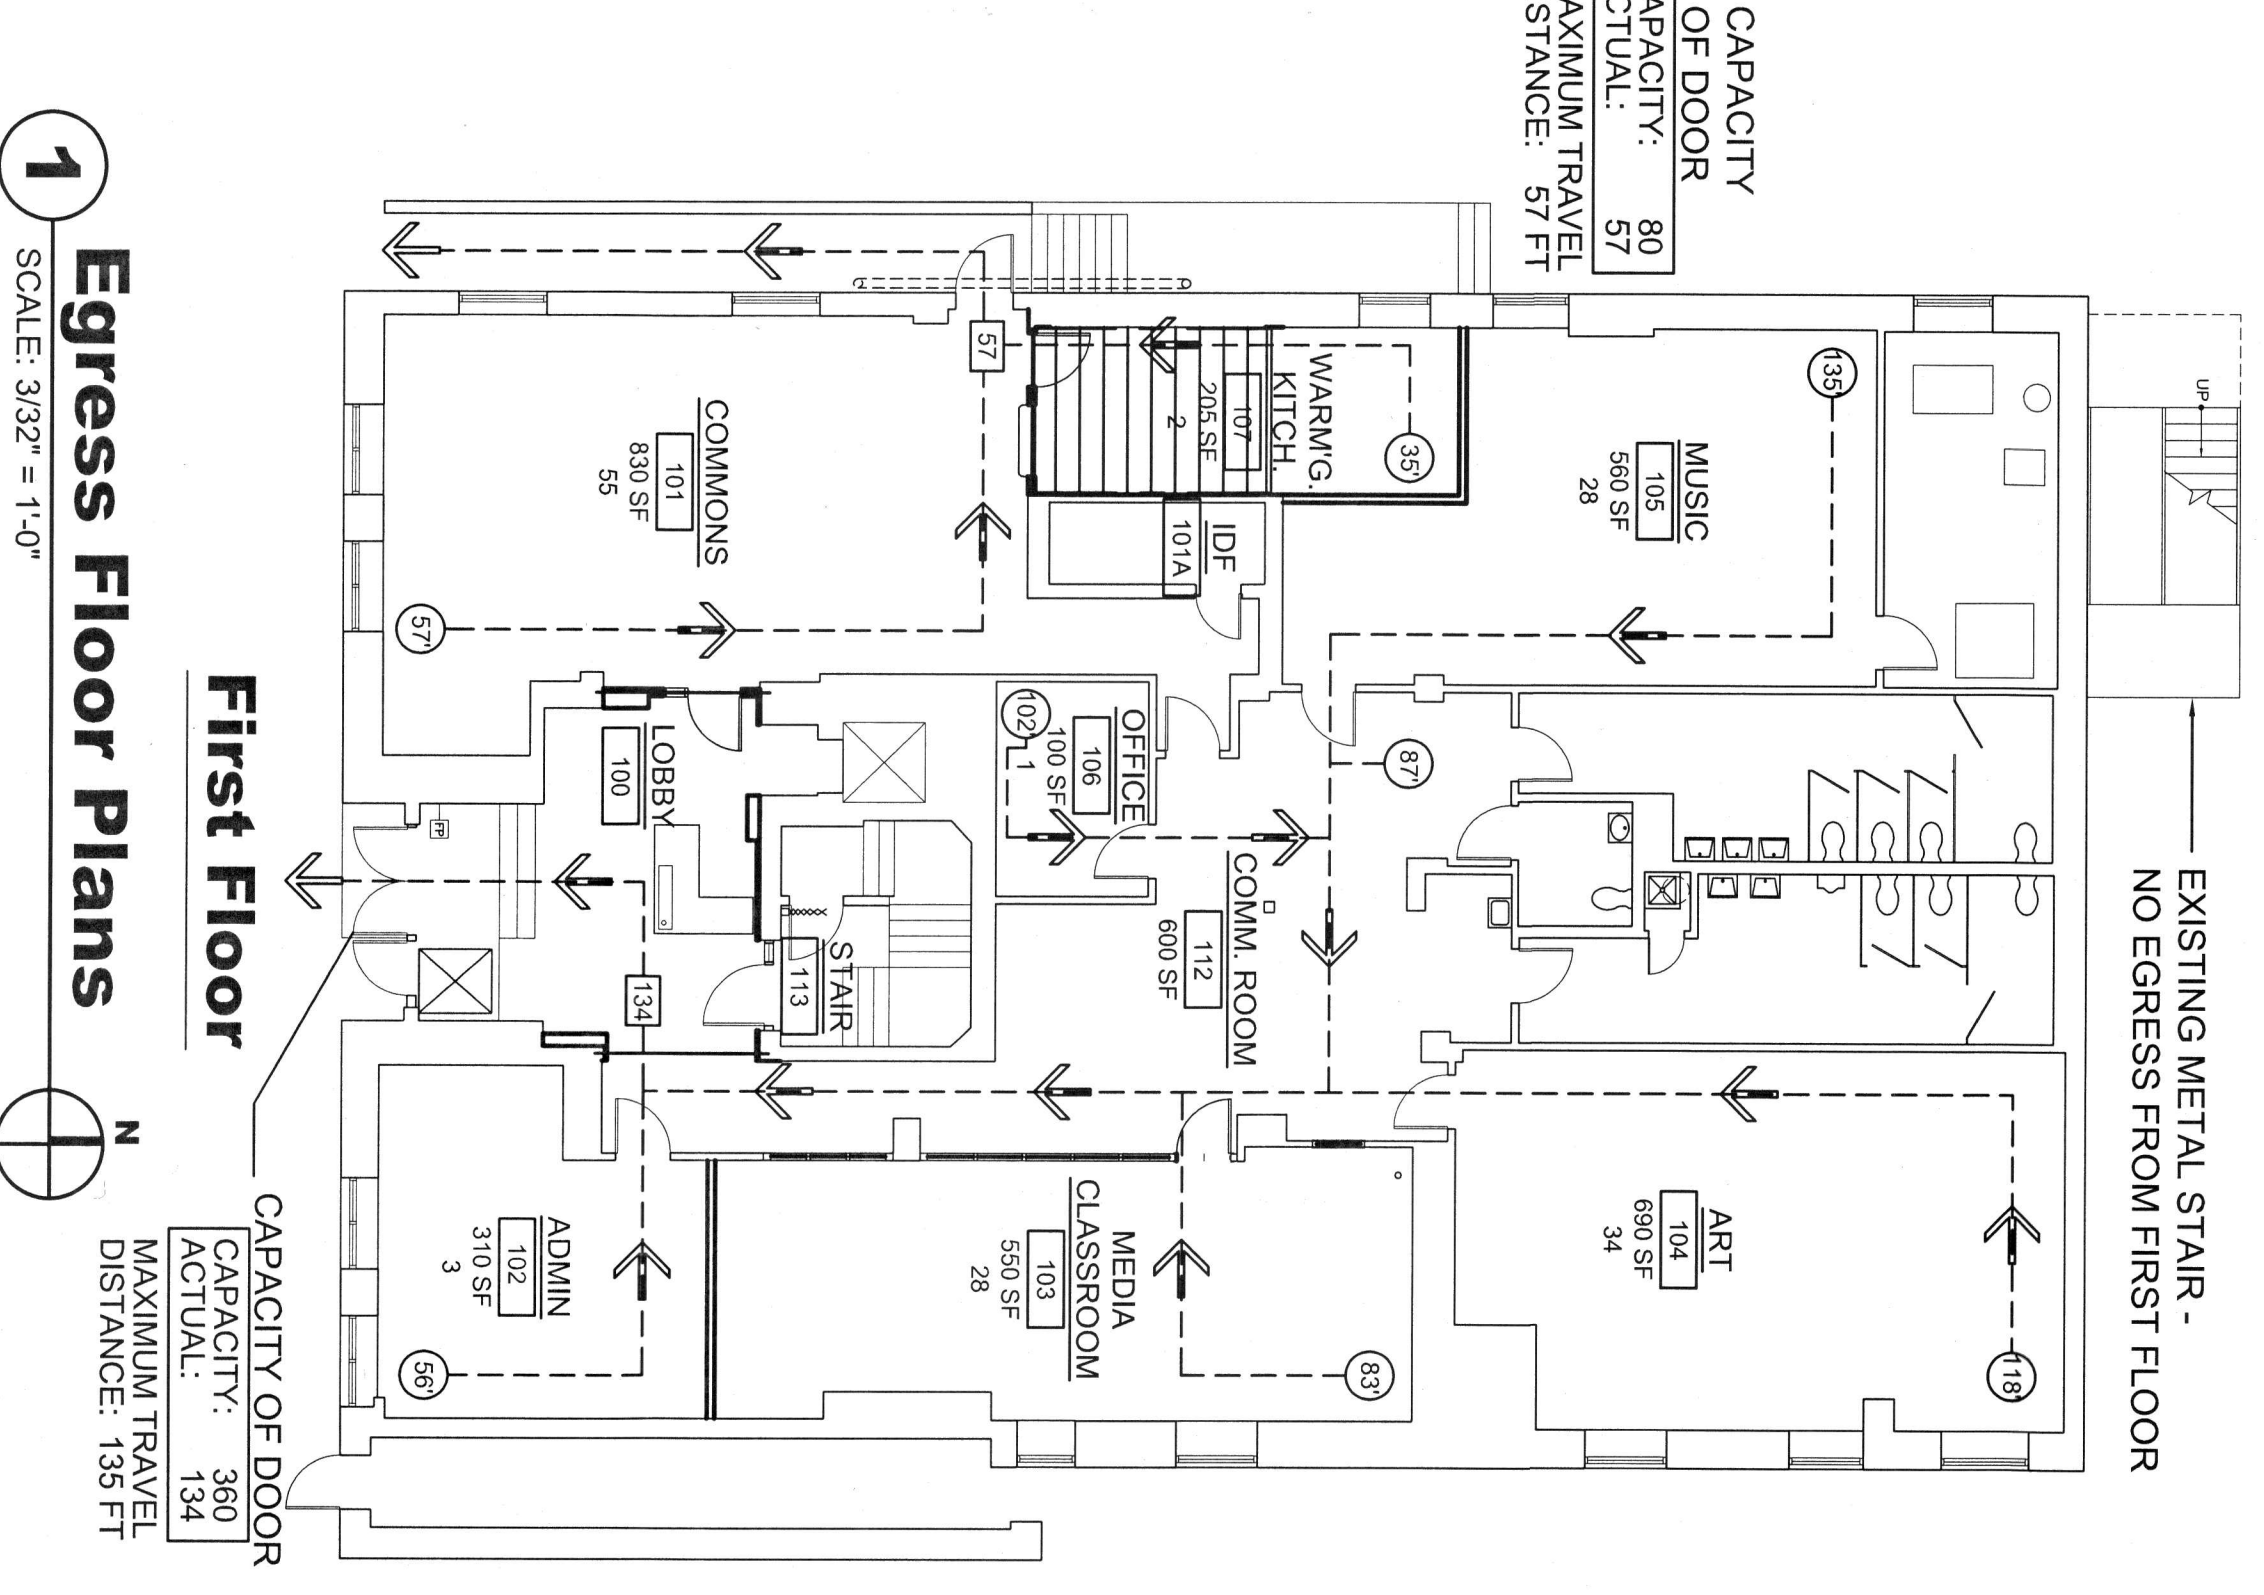 CAPACITY
OF DOOR
APACITY: 80
CTUAL: 57
AXIMUM TRAVEL
STANCE: 57 FT
UP
EXISTING METAL STAIR -
NO EGRESS FROM FIRST FLOOR
135'
MUSIC
105
560 SF
28
118'
ART
104
690 SF
34
35'
WARM'G.
KITCH.
107
205 SF
2
IDF
101A
87'
OFFICE
106
100 SF
1
102'
COMM. ROOM
112
600 SF
83'
MEDIA
CLASSROOM
103
550 SF
28
57
COMMONS
101
830 SF
55
57'
STAIR
113
LOBBY
100
134
FP
ADMIN
102
310 SF
3
56'
CAPACITY OF DOOR
CAPACITY: 360
ACTUAL: 134
MAXIMUM TRAVEL
DISTANCE: 135 FT
First Floor
N
1
Egress Floor Plans
SCALE: 3/32" = 1'-0"